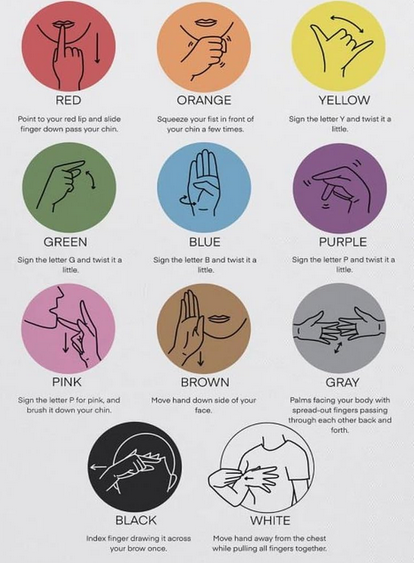 RED
ORANGE
YELLOW
Point to your red lip and slide
finger down pass your chin.
Squeeze your fist in front of
your chin a few times.
Sign the letter Y and twist it a
little.
GREEN
BLUE
PURPLE
Sign the letter G and twist it a
little.
Sign the letter B and twist it a
little.
Sign the letter P and twist it a
little.
PINK
BROWN
GRAY
Sign the letter P for pink, and
brush it down your chin.
Move hand down side of your
face.
Palms facing your body with
spread-out fingers passing
through each other back and
forth.
BLACK
WHITE
Index finger drawing it across
your brow once.
Move hand away from the chest
while pulling all fingers together.